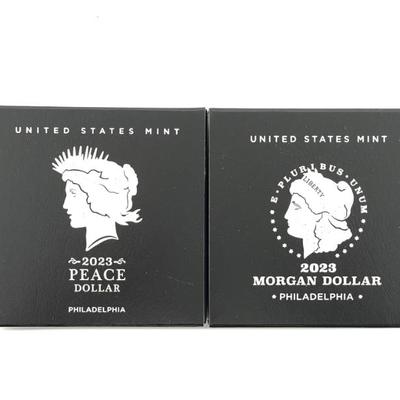 UNITED STATES MINT
2023
PEACE
DOLLAR
PHILADELPHIA
UNITED STATES MINT
E · PLURIBUS · UNUM
LIBERTY
2023
MORGAN DOLLAR
• PHILADELPHIA •